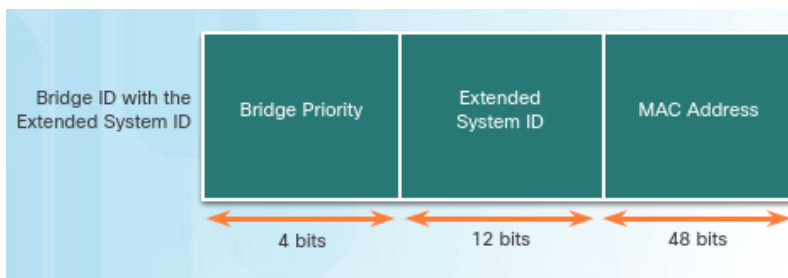 Bridge ID with the
Extended System ID
Bridge Priority
Extended
System ID
MAC Address
4 bits
12 bits
48 bits